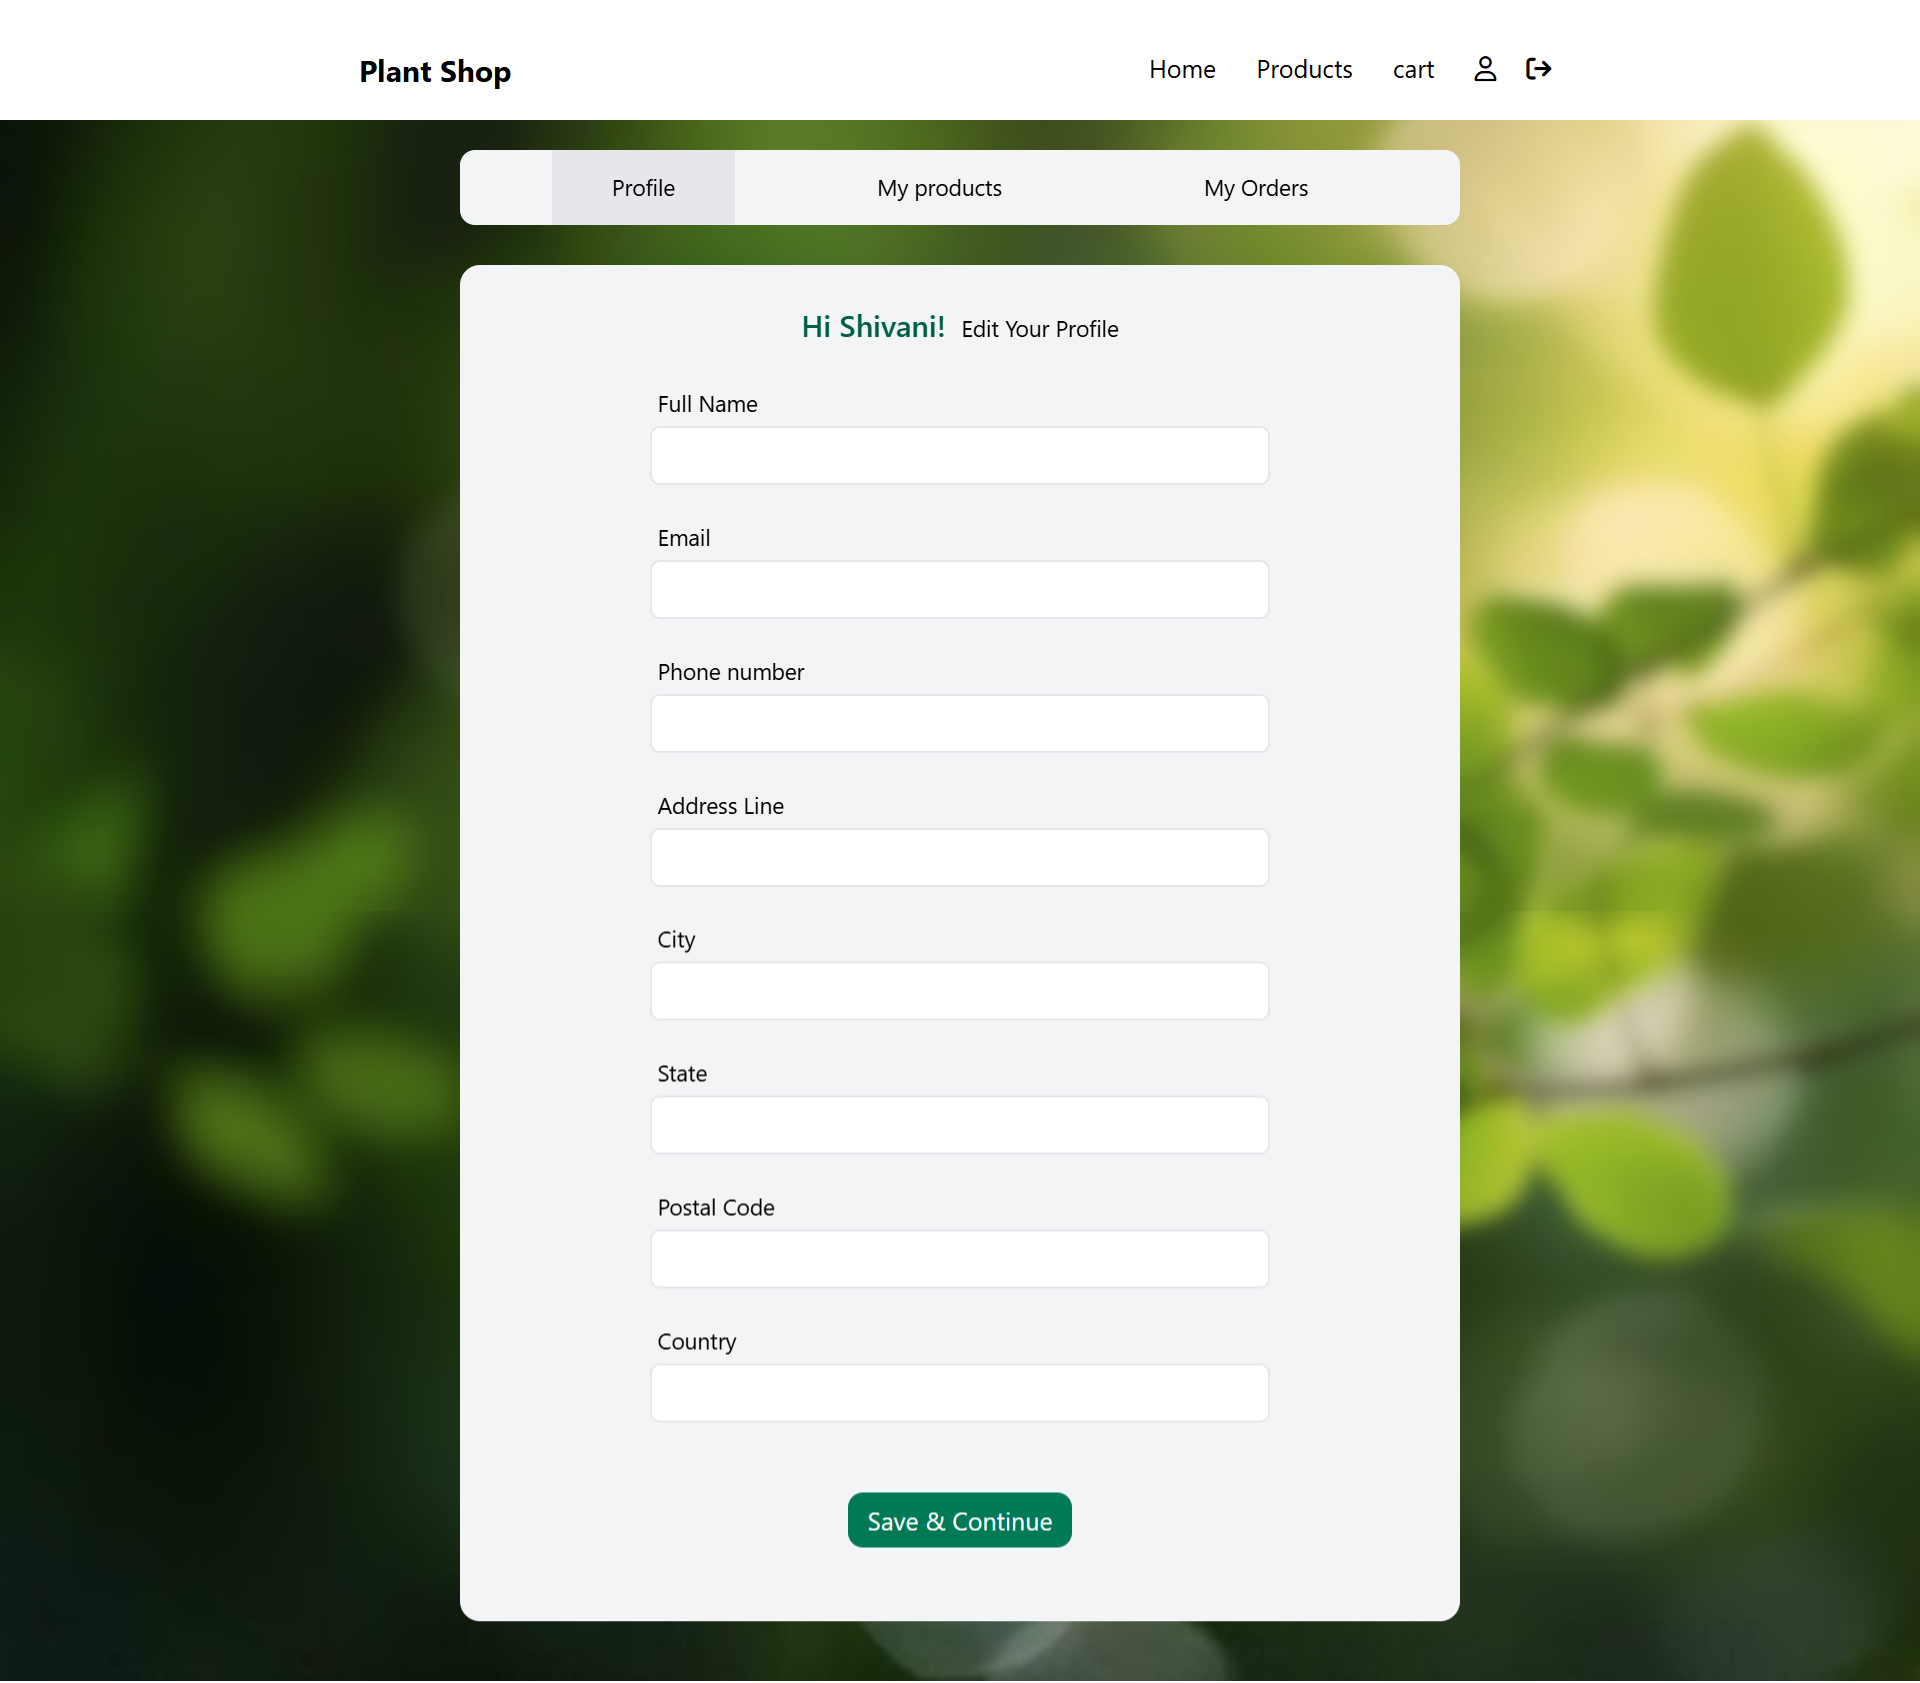 Plant Shop
Home Products cart
Profile My products My Orders
Hi Shivani! Edit Your Profile
Full Name
Email
Phone number
Address Line
City
State
Postal Code
Country
Save & Continue